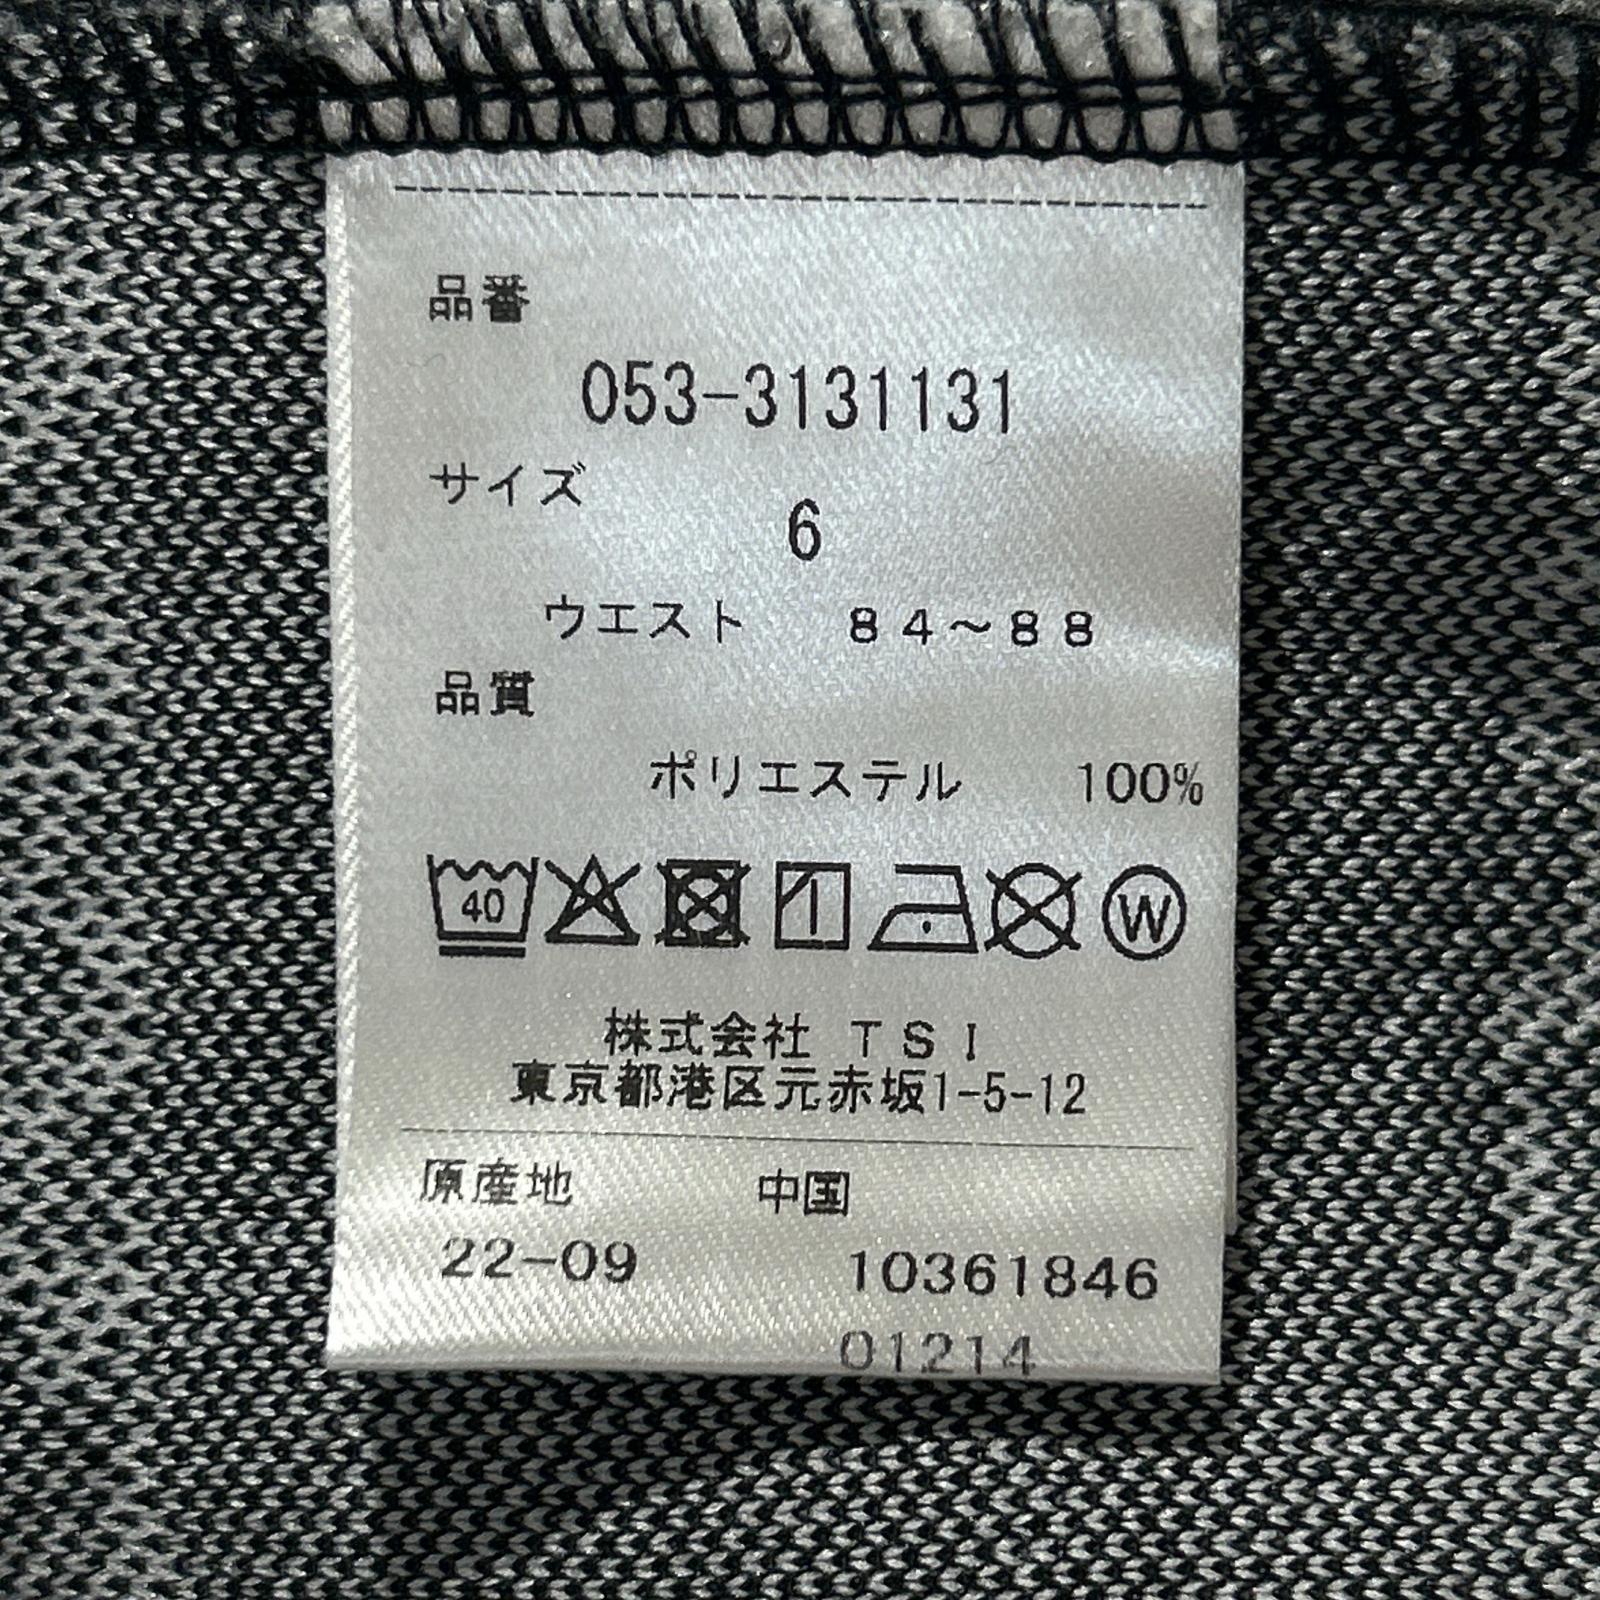 品番
053-3131131
サイズ
6
ウエスト 84～88
品質
ポリエステル 100%
40
W
株式会社 TSI
東京都港区元赤坂1-5-12
原産地 中国
22-09 10361846
01214